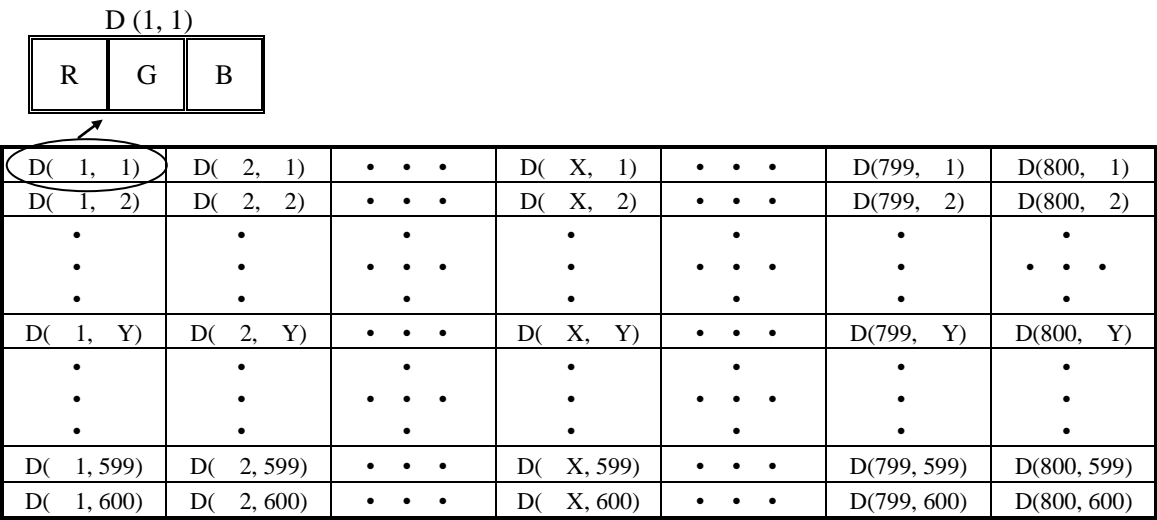 D (1, 1)
R G B
D( 1, 1) D( 2, 1) • • • D( X, 1) • • • D(799, 1) D(800, 1)
D( 1, 2) D( 2, 2) • • • D( X, 2) • • • D(799, 2) D(800, 2)
• • • • • • •
• • • • • • • • • • • • •
• • • • • • •
D( 1, Y) D( 2, Y) • • • D( X, Y) • • • D(799, Y) D(800, Y)
• • • • • • •
• • • • • • • • • • •
• • • • • • •
D( 1, 599) D( 2, 599) • • • D( X, 599) • • • D(799, 599) D(800, 599)
D( 1, 600) D( 2, 600) • • • D( X, 600) • • • D(799, 600) D(800, 600)